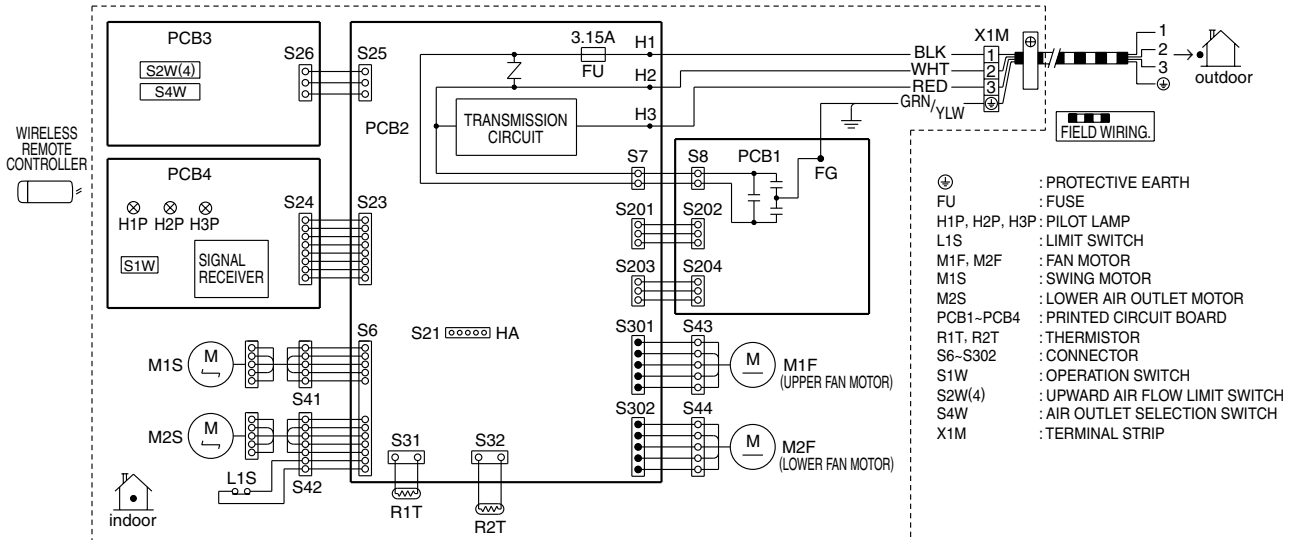 PCB3
S2W(4)
S4W
S26
S25
3.15A
FU
H1
H2
H3
TRANSMISSION
CIRCUIT
PCB2
BLK
WHT
RED
GRN/YLW
X1M
1
2
3
1
2
3
outdoor
FIELD WIRING.
WIRELESS
REMOTE
CONTROLLER
PCB4
H1P H2P H3P
S1W
SIGNAL
RECEIVER
S24
S23
S7
S8
PCB1
FG
S201
S202
S203
S204
S21
HA
S6
S301
S43
M
M1F
(UPPER FAN MOTOR)
S302
S44
M
M2F
(LOWER FAN MOTOR)
M1S
M
S41
M2S
M
S42
L1S
S31
R1T
S32
R2T
indoor
: PROTECTIVE EARTH
FU : FUSE
H1P, H2P, H3P : PILOT LAMP
L1S : LIMIT SWITCH
M1F, M2F : FAN MOTOR
M1S : SWING MOTOR
M2S : LOWER AIR OUTLET MOTOR
PCB1~PCB4 : PRINTED CIRCUIT BOARD
R1T, R2T : THERMISTOR
S6~S302 : CONNECTOR
S1W : OPERATION SWITCH
S2W(4) : UPWARD AIR FLOW LIMIT SWITCH
S4W : AIR OUTLET SELECTION SWITCH
X1M : TERMINAL STRIP